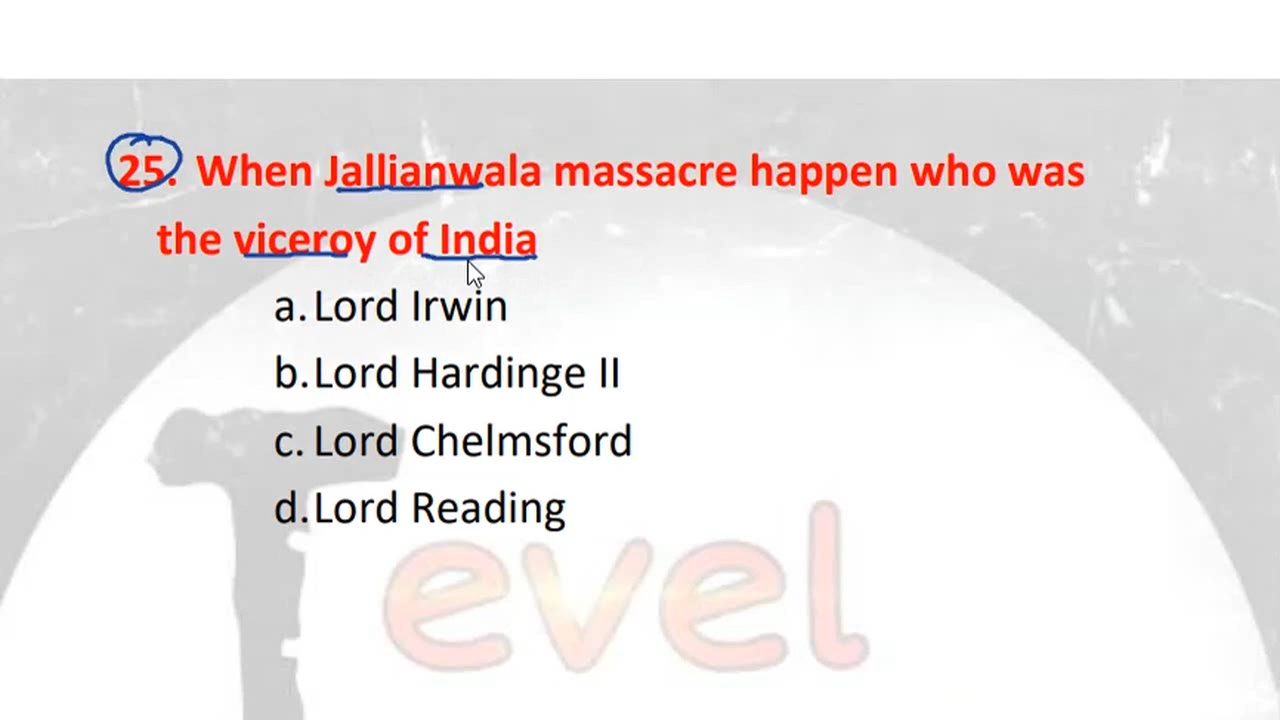 25. When Jallianwala massacre happen who was
the viceroy of India
a. Lord Irwin
b. Lord Hardinge II
c. Lord Chelmsford
d. Lord Reading
evel